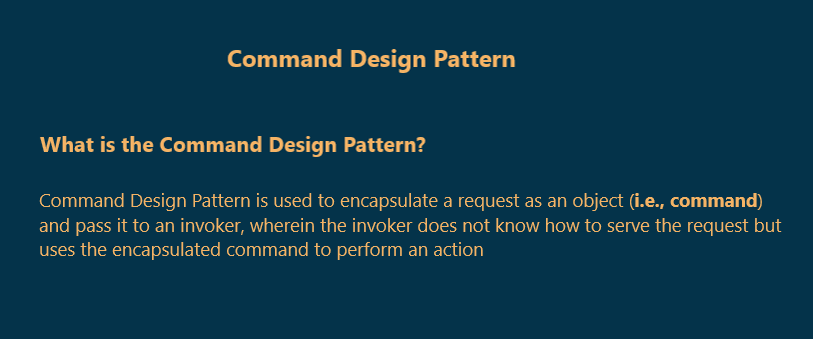 Command Design Pattern
What is the Command Design Pattern?
Command Design Pattern is used to encapsulate a request as an object (i.e., command)
and pass it to an invoker, wherein the invoker does not know how to serve the request but
uses the encapsulated command to perform an action